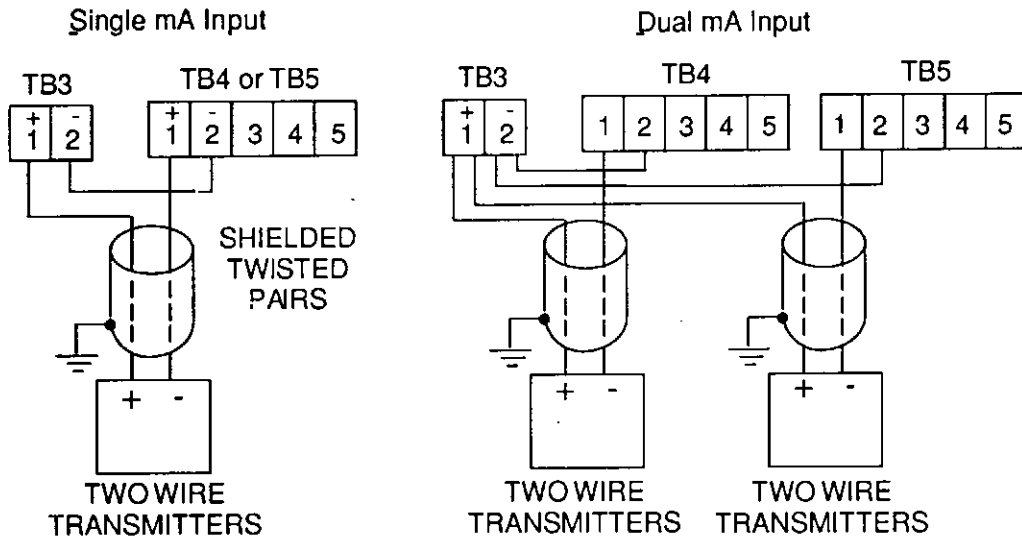 Single mA Input
Dual mA Input
TB3
TB4 or TB5
TB3
TB4
TB5
+ -
1 2
+ -
1 2 3 4 5
+ -
1 2
1 2 3 4 5
1 2 3 4 5
SHIELDED
TWISTED
PAIRS
+ -
+ -
+ -
TWO WIRE
TRANSMITTERS
TWO WIRE
TRANSMITTERS
TWO WIRE
TRANSMITTERS